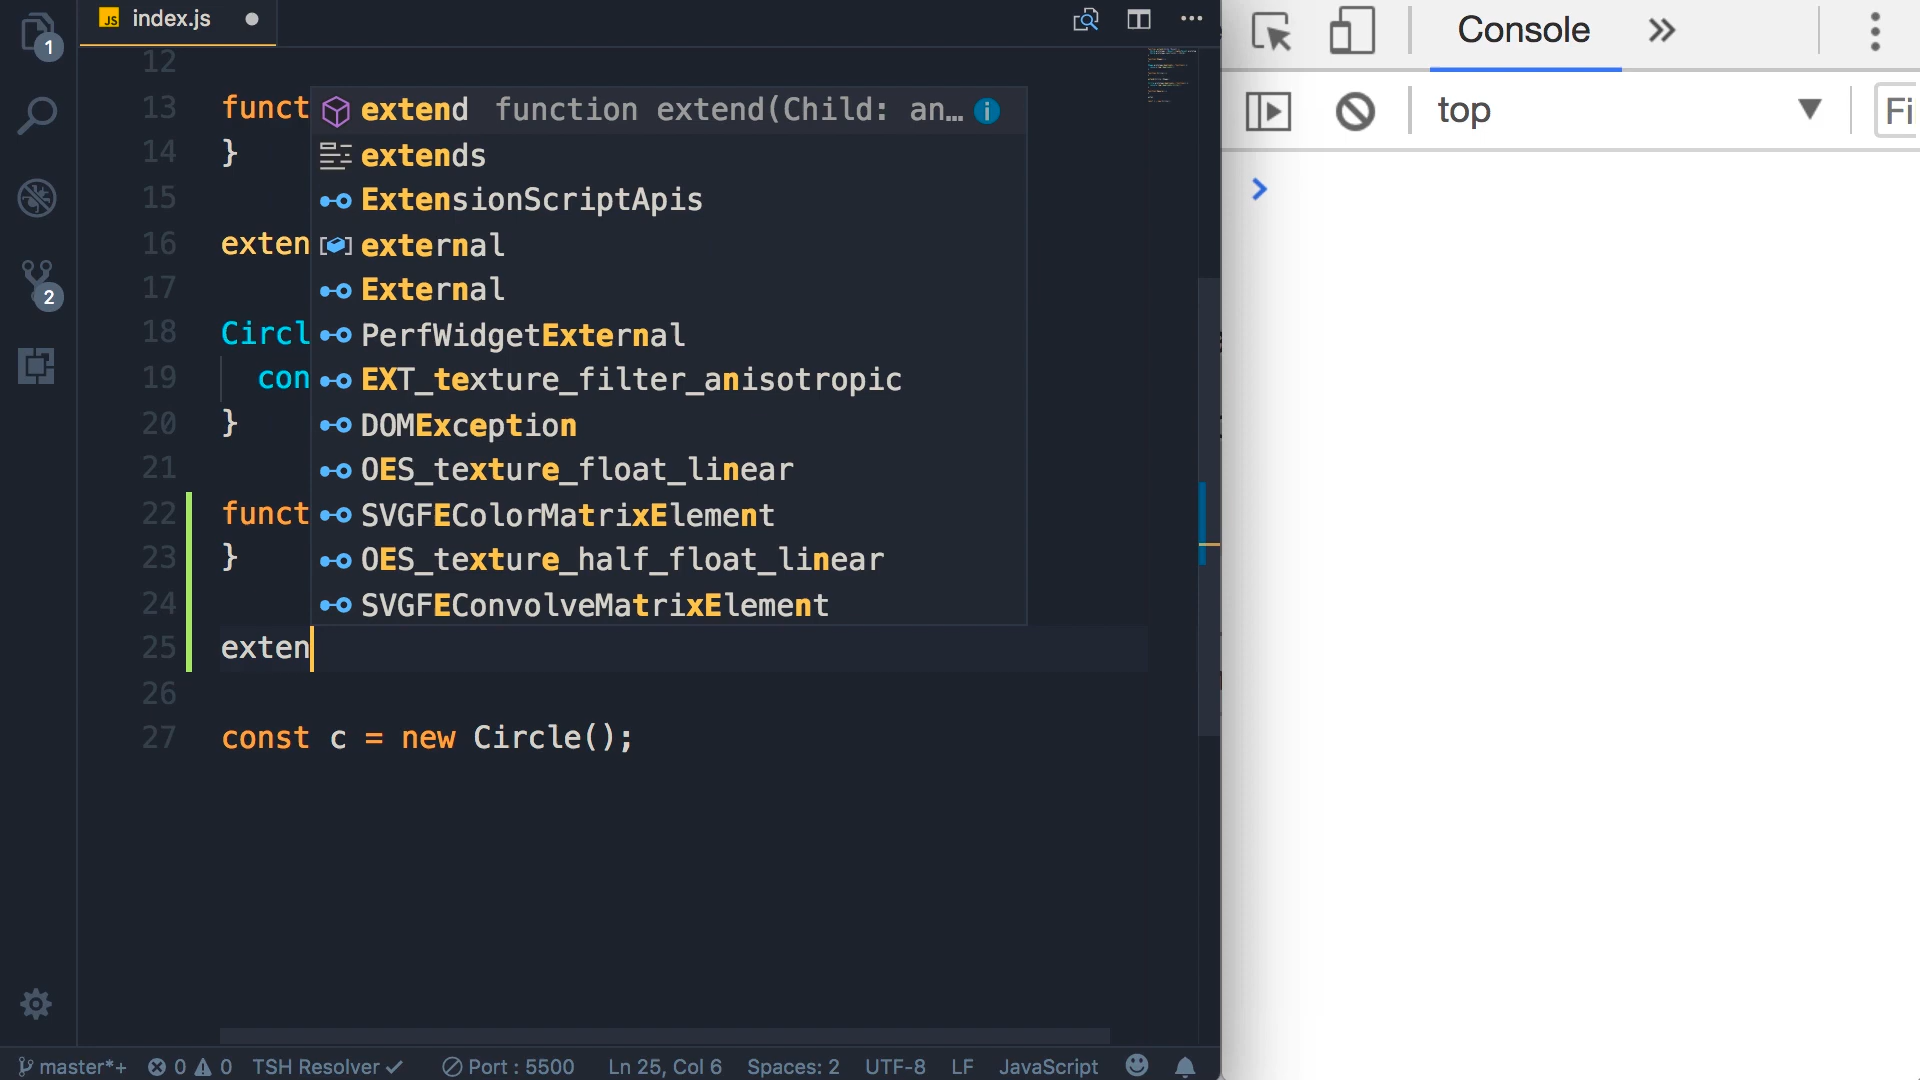 1
JS index.js
Console
top
Fi
12
13 funct
14 }
15
16 exten
17
18 Circl
19 con
20 }
21
22 funct
23 }
24
25 exten
26
27 const c = new Circle();
extend function extend(Child: an…
extends
ExtensionScriptApis
external
External
PerfWidgetExternal
EXT_texture_filter_anisotropic
DOMException
OES_texture_float_linear
SVGFEColorMatrixElement
OES_texture_half_float_linear
SVGFEConvolveMatrixElement
2
master*+ 0 0 TSH Resolver Port : 5500 Ln 25, Col 6 Spaces: 2 UTF-8 LF JavaScript